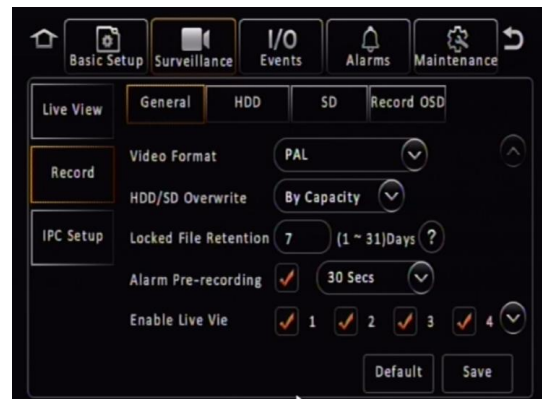 Basic Setup Surveillance I/O Events Alarms Maintenance
Live View General HDD SD Record OSD
Video Format PAL
Record
HDD/SD Overwrite By Capacity
IPC Setup Locked File Retention 7 (1 ~ 31)Days ?
Alarm Pre-recording 30 Secs
Enable Live Vie 1 2 3 4
Default Save